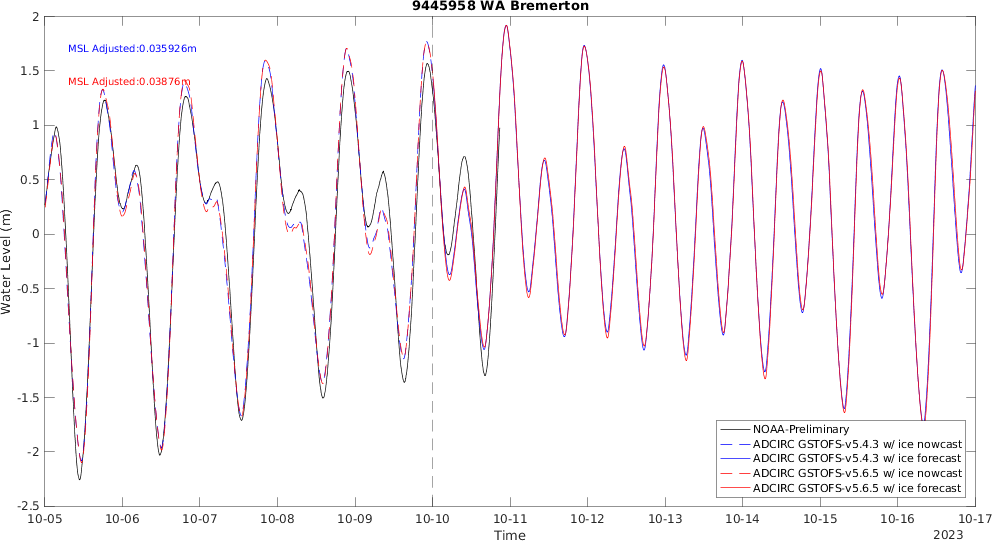 9445958 WA Bremerton
MSL Adjusted:0.035926m
MSL Adjusted:0.03876m
Water Level (m)
2
1.5
1
0.5
0
-0.5
-1
-1.5
-2
-2.5
NOAA-Preliminary
ADCIRC GSTOFS-v5.4.3 w/ ice nowcast
ADCIRC GSTOFS-v5.4.3 w/ ice forecast
ADCIRC GSTOFS-v5.6.5 w/ ice nowcast
ADCIRC GSTOFS-v5.6.5 w/ ice forecast
10-05 10-06 10-07 10-08 10-09 10-10 10-11 10-12 10-13 10-14 10-15 10-16 10-17
Time
2023